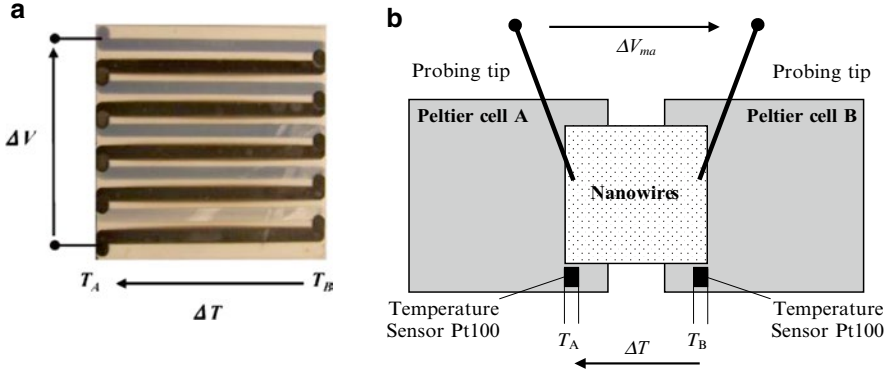 a
ΔV
T_A
T_B
ΔT
b
ΔV_ma
Probing tip
Probing tip
Peltier cell A
Peltier cell B
Nanowires
Temperature
Sensor Pt100
Temperature
Sensor Pt100
T_A
T_B
ΔT